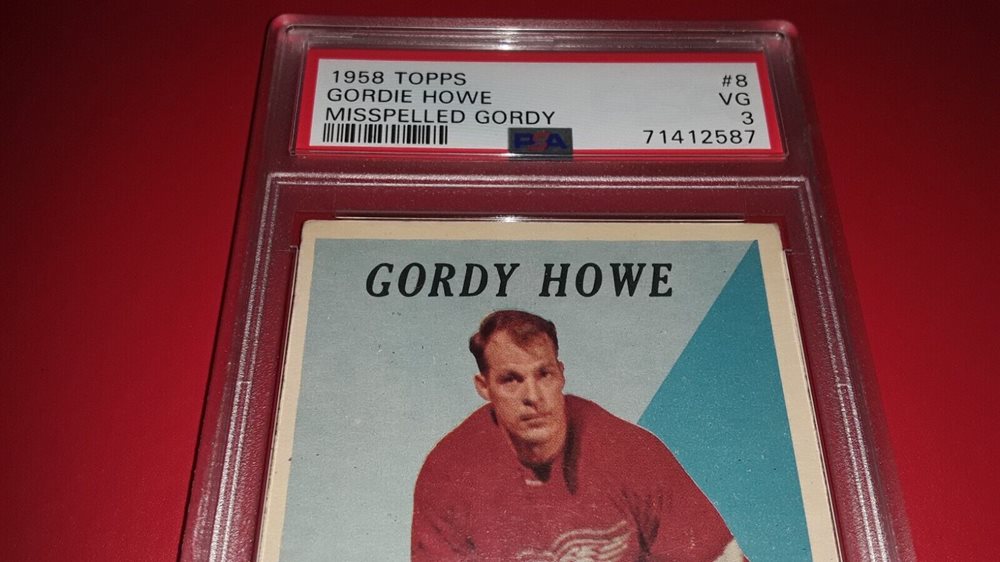 1958 TOPPS #8
GORDIE HOWE VG
MISSPELLED GORDY 3
PSA 71412587
GORDY HOWE